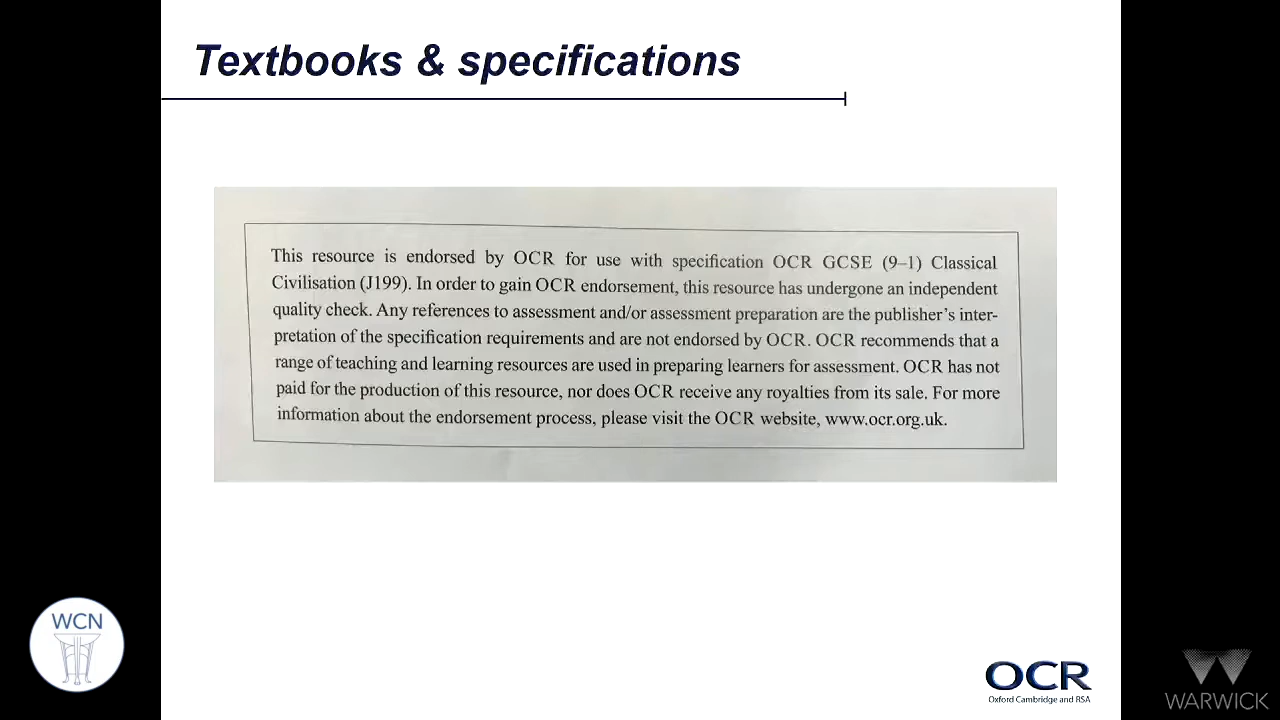 Textbooks & specifications
This resource is endorsed by OCR for use with specification OCR GCSE (9–1) Classical
Civilisation (J199). In order to gain OCR endorsement, this resource has undergone an independent
quality check. Any references to assessment and/or assessment preparation are the publisher's inter-
pretation of the specification requirements and are not endorsed by OCR. OCR recommends that a
range of teaching and learning resources are used in preparing learners for assessment. OCR has not
paid for the production of this resource, nor does OCR receive any royalties from its sale. For more
information about the endorsement process, please visit the OCR website, www.ocr.org.uk.
WCN
OCR
Oxford Cambridge and RSA
WARWICK